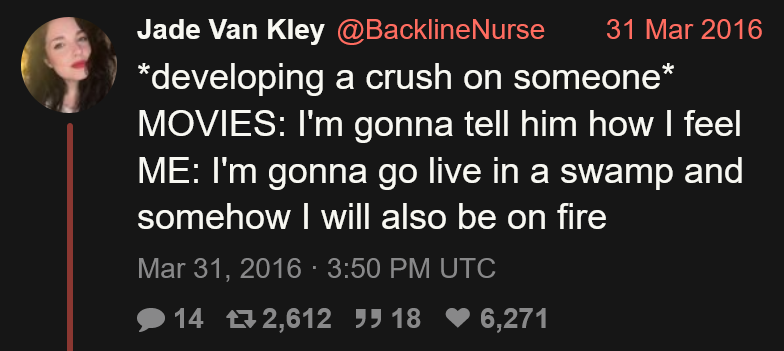 Jade Van Kley @BacklineNurse 31 Mar 2016
*developing a crush on someone*
MOVIES: I'm gonna tell him how I feel
ME: I'm gonna go live in a swamp and
somehow I will also be on fire
Mar 31, 2016 · 3:50 PM UTC
14 2,612 18 6,271